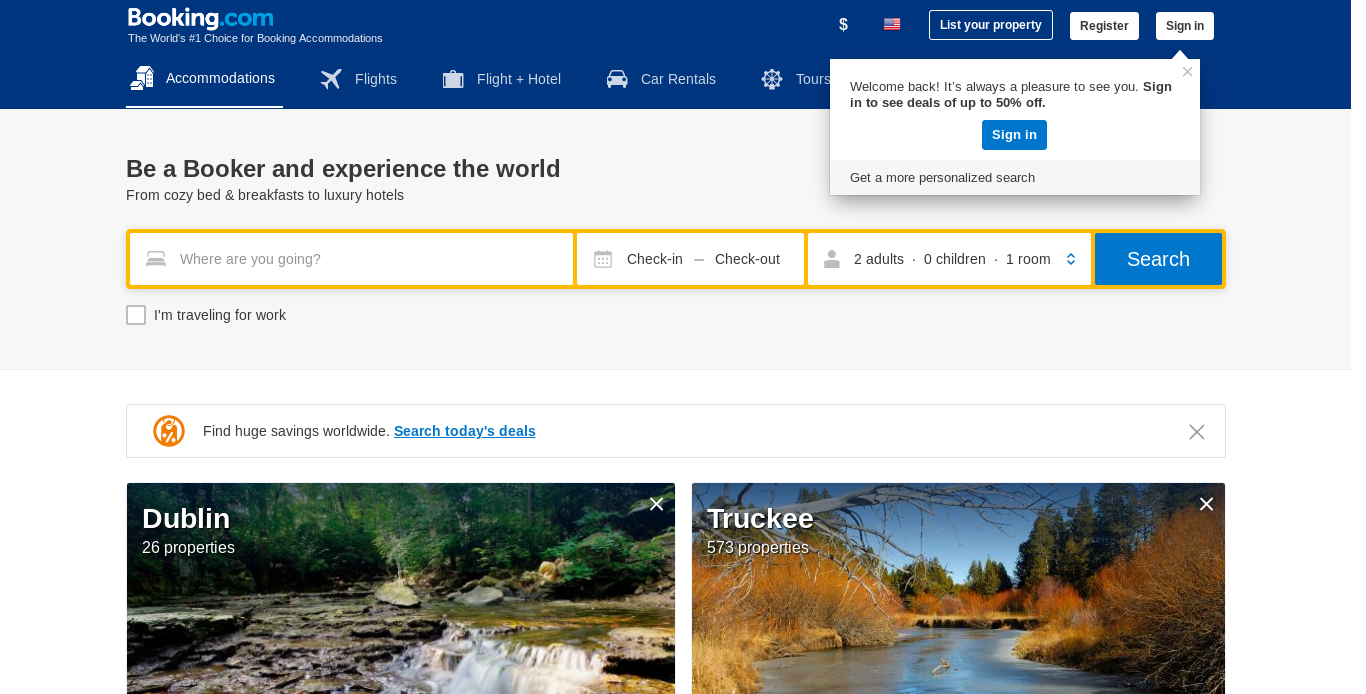 Booking.com
The World's #1 Choice for Booking Accommodations
$
List your property
Register
Sign in
Accommodations
Flights
Flight + Hotel
Car Rentals
Tours
Welcome back! It's always a pleasure to see you. Sign
in to see deals of up to 50% off.
Sign in
Get a more personalized search
Be a Booker and experience the world
From cozy bed & breakfasts to luxury hotels
Where are you going?
Check-in — Check-out
2 adults · 0 children · 1 room
Search
I'm traveling for work
Find huge savings worldwide. Search today's deals
Dublin
26 properties
Truckee
573 properties